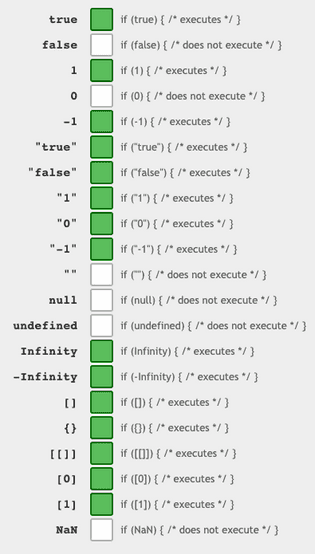 true if (true) { /* executes */ }
false if (false) { /* does not execute */ }
1 if (1) { /* executes */ }
0 if (0) { /* does not execute */ }
-1 if (-1) { /* executes */ }
"true" if ("true") { /* executes */ }
"false" if ("false") { /* executes */ }
"1" if ("1") { /* executes */ }
"0" if ("0") { /* executes */ }
"-1" if ("-1") { /* executes */ }
"" if ("") { /* does not execute */ }
null if (null) { /* does not execute */ }
undefined if (undefined) { /* does not execute */ }
Infinity if (Infinity) { /* executes */ }
-Infinity if (-Infinity) { /* executes */ }
[] if ([]) { /* executes */ }
{} if ({}) { /* executes */ }
[[]] if ([[]]) { /* executes */ }
[0] if ([0]) { /* executes */ }
[1] if ([1]) { /* executes */ }
NaN if (NaN) { /* does not execute */ }